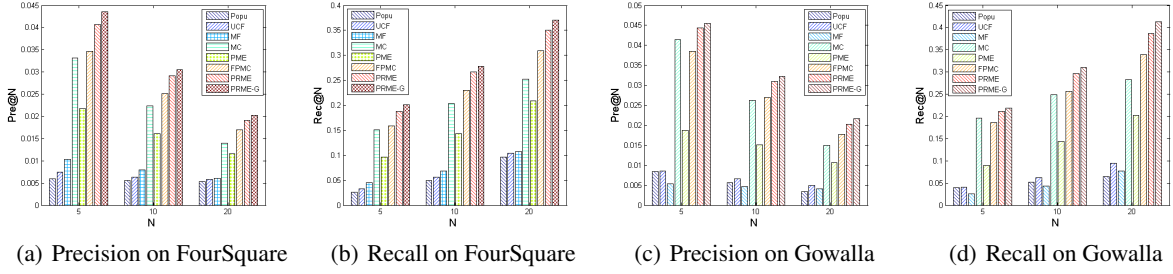 0.045
0.04
0.035
0.03
0.025
0.02
0.015
0.01
0.005
0
Pre@N
5
10
20
N
Popu
UCF
MF
MC
PME
FPMC
PRME
PRME-G
(a) Precision on FourSquare
0.4
0.35
0.3
0.25
0.2
0.15
0.1
0.05
0
Rec@N
5
10
20
N
Popu
UCF
MF
MC
PME
FPMC
PRME
PRME-G
(b) Recall on FourSquare
0.05
0.045
0.04
0.035
0.03
0.025
0.02
0.015
0.01
0.005
0
Pre@N
5
10
20
N
Popu
UCF
MF
MC
PME
FPMC
PRME
PRME-G
(c) Precision on Gowalla
0.45
0.4
0.35
0.3
0.25
0.2
0.15
0.1
0.05
0
Rec@N
5
10
20
N
Popu
UCF
MF
MC
PME
FPMC
PRME
PRME-G
(d) Recall on Gowalla